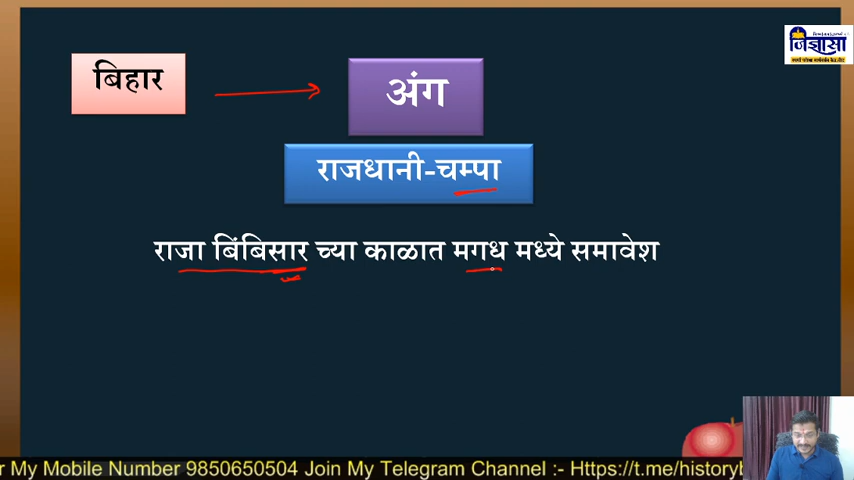 जिज्ञासा
बिहार
अंग
राजधानी-चम्पा
राजा बिंबिसार च्या काळात मगध मध्ये समावेश
r My Mobile Number 9850650504 Join My Telegram Channel :- Https://t.me/historyb